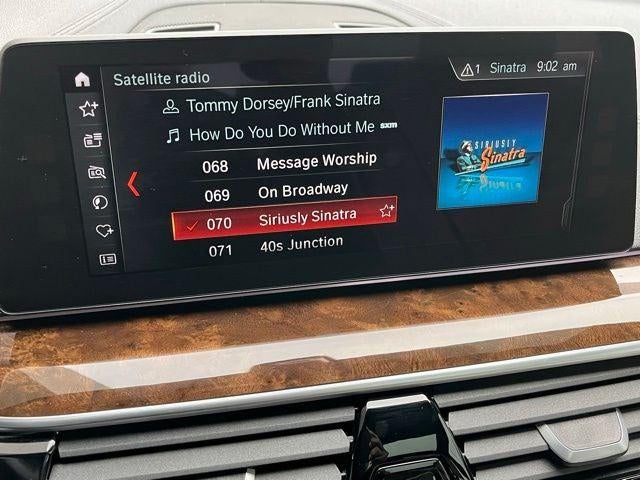 Satellite radio
1 Sinatra 9:02 am
Tommy Dorsey/Frank Sinatra
How Do You Do Without Me sxm
068 Message Worship
069 On Broadway
070 Siriusly Sinatra
071 40s Junction
SIRIUSLY
Sinatra